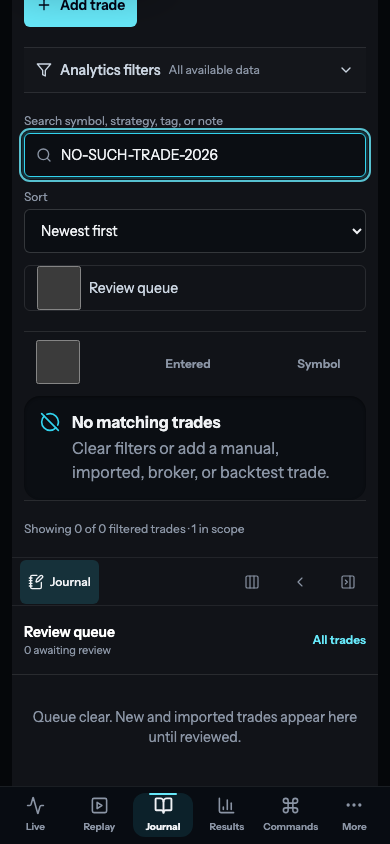 Add trade
Analytics filters All available data
Search symbol, strategy, tag, or note
NO-SUCH-TRADE-2026
Sort
Newest first
Review queue
Entered Symbol
No matching trades
Clear filters or add a manual,
imported, broker, or backtest trade.
Showing 0 of 0 filtered trades · 1 in scope
Journal
Review queue
0 awaiting review
All trades
Queue clear. New and imported trades appear here
until reviewed.
Live Replay Journal Results Commands More